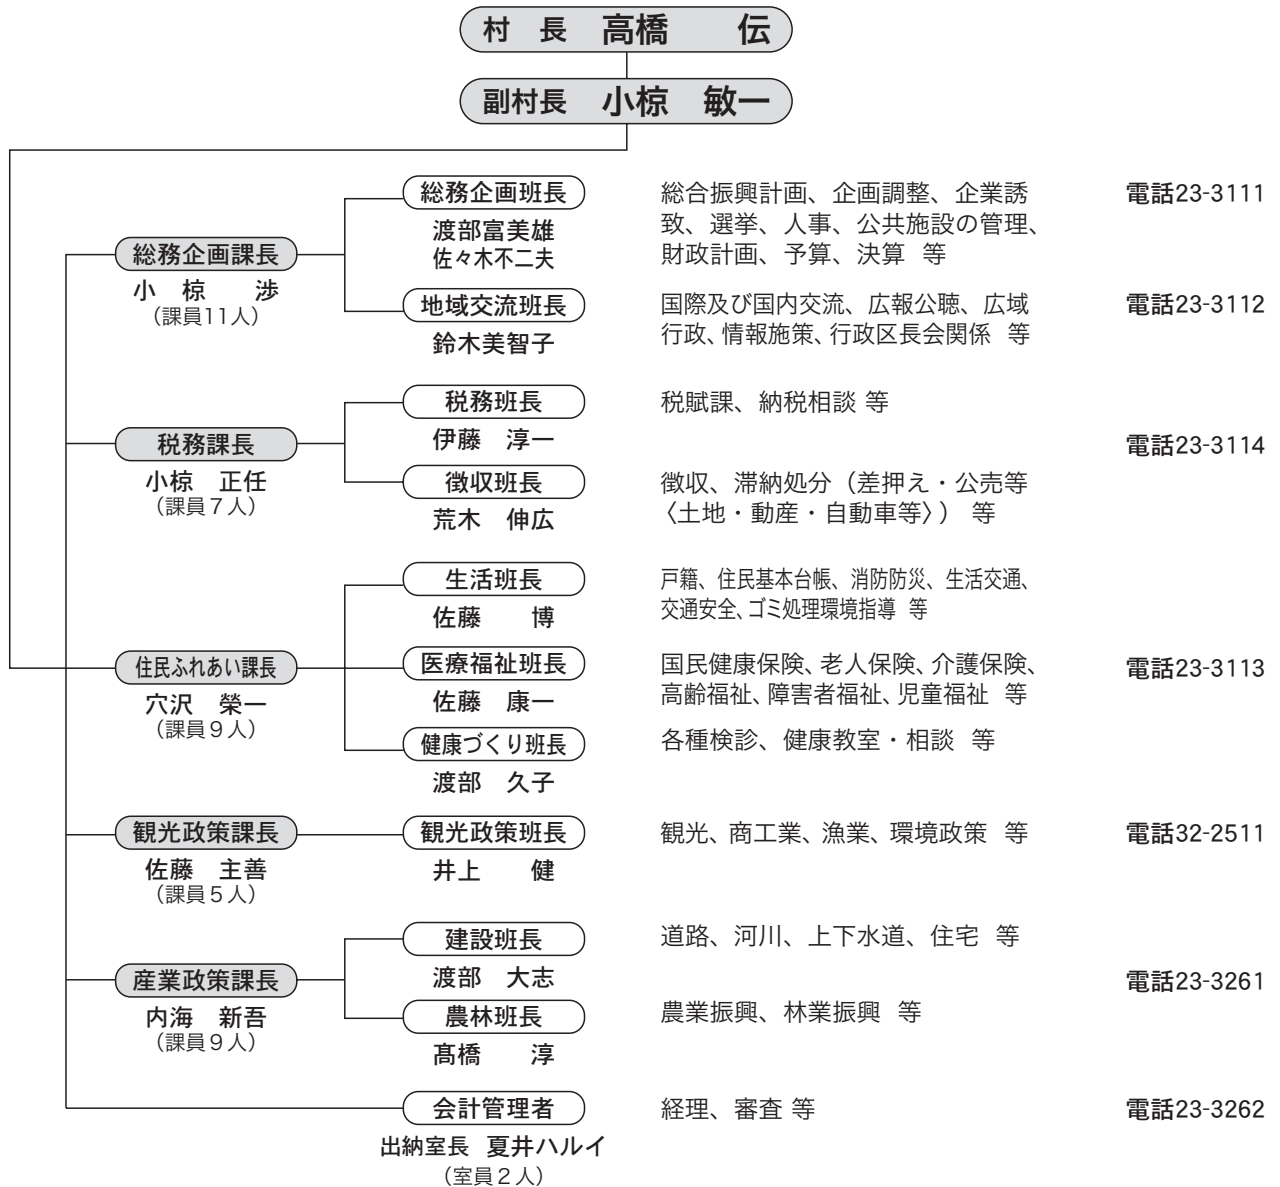 村　長　高橋　　伝
副村長　小椋　敏一
総務企画課長
小　椋　　渉
（課員11人）
総務企画班長
渡部富美雄
佐々木不二夫
総合振興計画、企画調整、企業誘
致、選挙、人事、公共施設の管理、
財政計画、予算、決算 等
電話23-3111
地域交流班長
鈴木美智子
国際及び国内交流、広報公聴、広域
行政、情報施策、行政区長会関係 等
電話23-3112
税務課長
小椋　正任
（課員７人）
税務班長
伊藤　淳一
税賦課、納税相談 等
徴収班長
荒木　伸広
徴収、滞納処分（差押え・公売等
〈土地・動産・自動車等〉） 等
電話23-3114
住民ふれあい課長
穴沢　榮一
（課員９人）
生活班長
佐藤　　博
戸籍、住民基本台帳、消防防災、生活交通、
交通安全、ゴミ処理環境指導 等
医療福祉班長
佐藤　康一
国民健康保険、老人保険、介護保険、
高齢福祉、障害者福祉、児童福祉 等
電話23-3113
健康づくり班長
渡部　久子
各種検診、健康教室・相談 等
観光政策課長
佐藤　主善
（課員５人）
観光政策班長
井上　　健
観光、商工業、漁業、環境政策 等
電話32-2511
産業政策課長
内海　新吾
（課員９人）
建設班長
渡部　大志
道路、河川、上下水道、住宅 等
農林班長
髙橋　　淳
農業振興、林業振興 等
電話23-3261
会計管理者
出納室長 夏井ハルイ
（室員２人）
経理、審査 等
電話23-3262